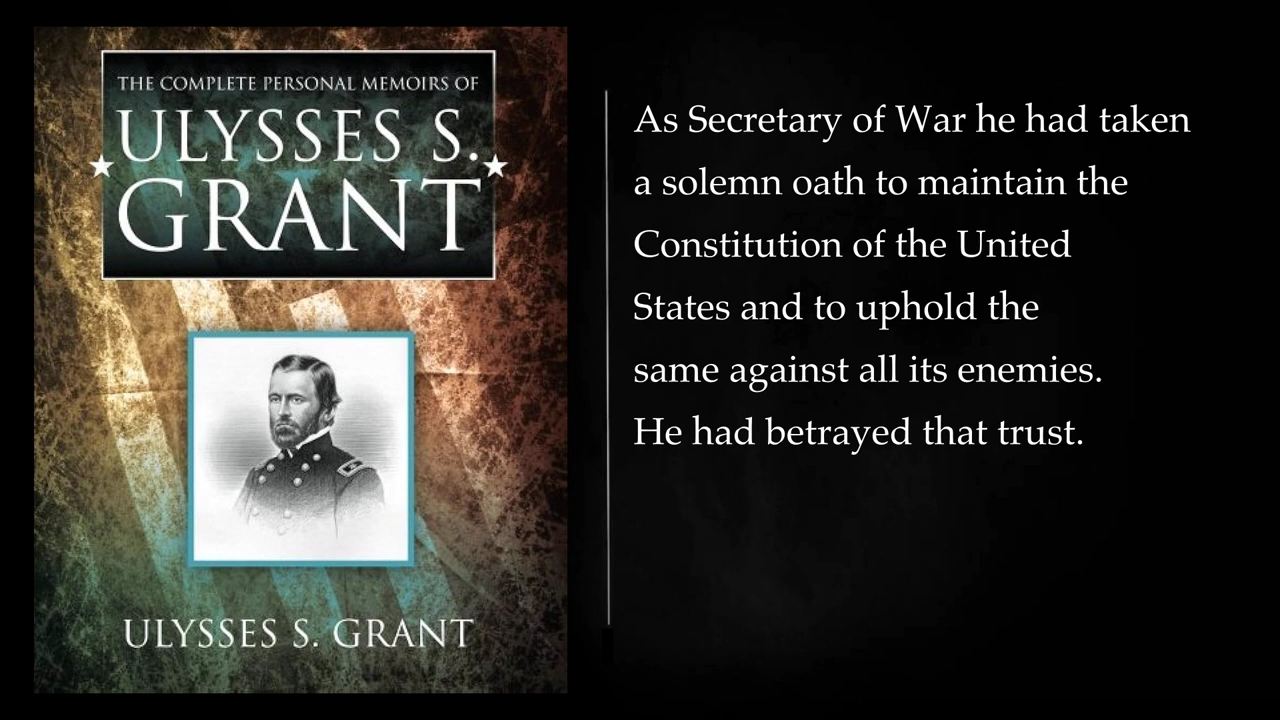 THE COMPLETE PERSONAL MEMOIRS OF
ULYSSES S.
GRANT
ULYSSES S. GRANT
As Secretary of War he had taken
a solemn oath to maintain the
Constitution of the United
States and to uphold the
same against all its enemies.
He had betrayed that trust.